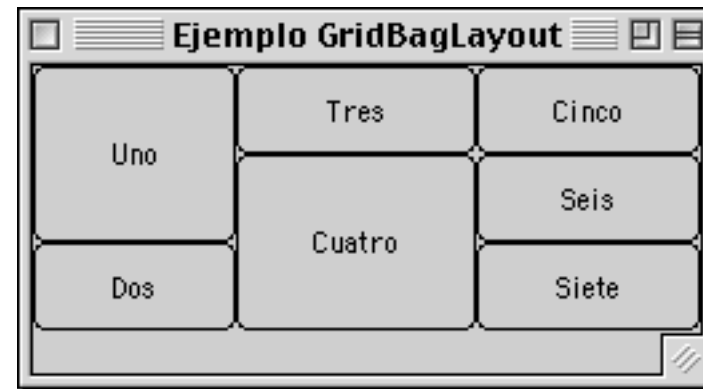 Ejemplo GridBagLayout
Uno
Dos
Tres
Cuatro
Cinco
Seis
Siete